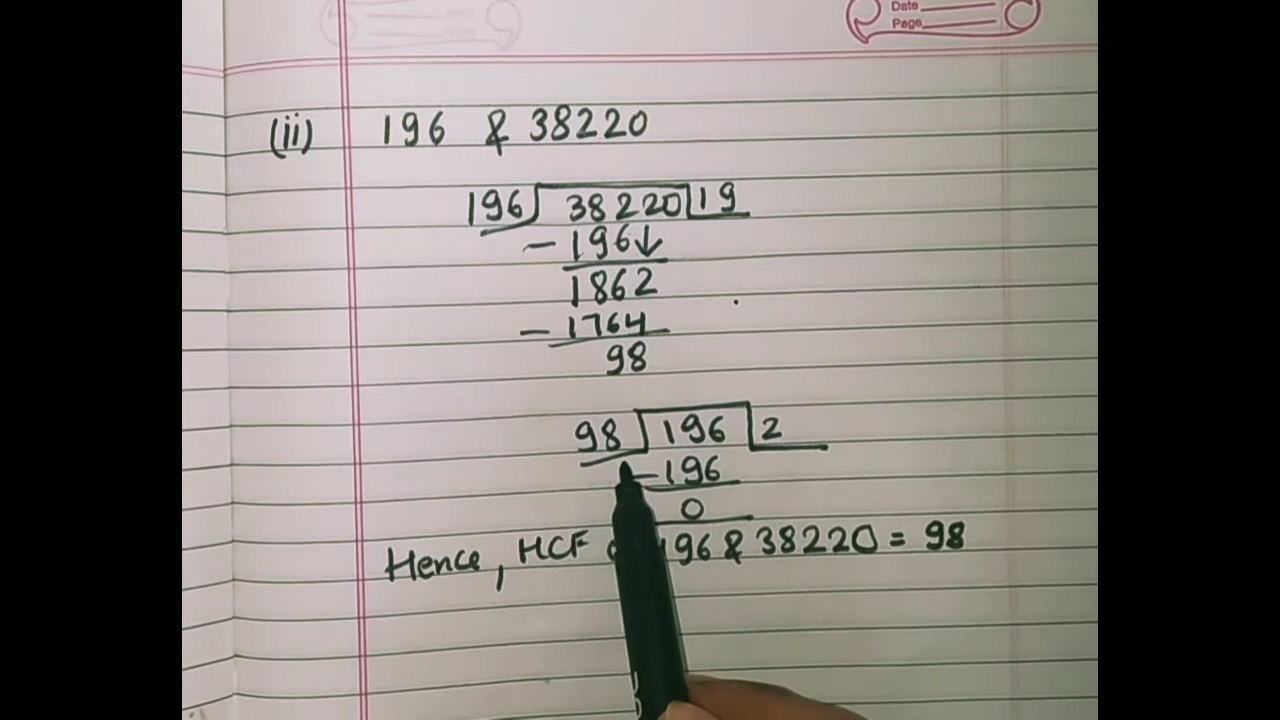 Date
Page
(ii) 196 & 38220
196 38220 19
- 196↓
1862
- 1764
98
98 196 2
- 196
0
Hence, HCF 196 & 38220 = 98